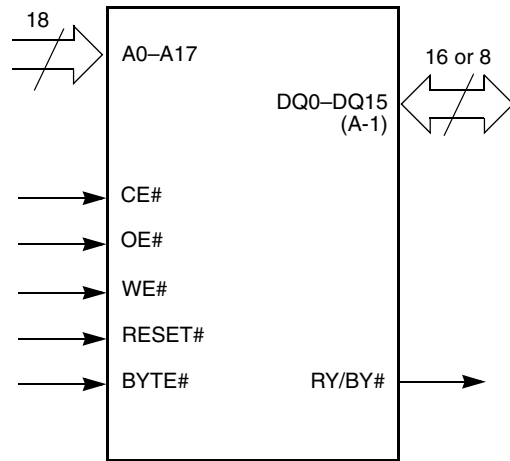 18
A0–A17
16 or 8
DQ0–DQ15
(A-1)
CE#
OE#
WE#
RESET#
BYTE#
RY/BY#